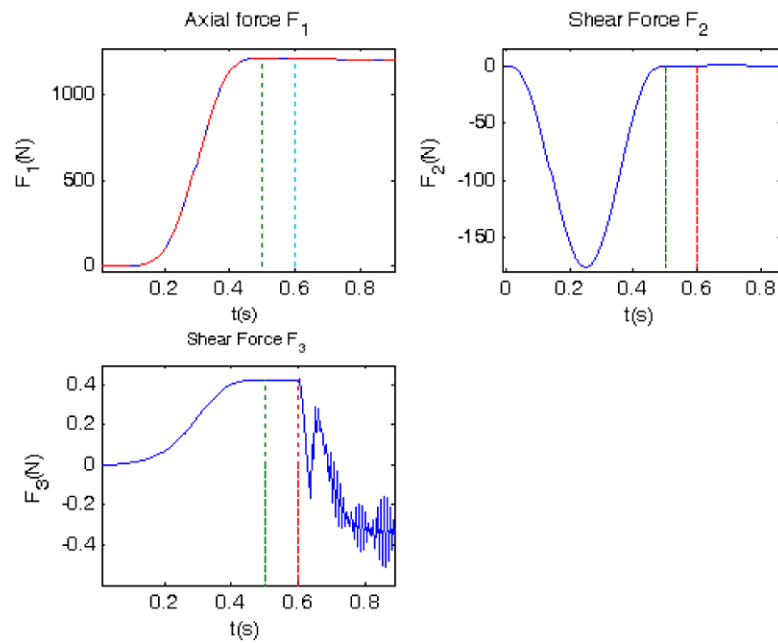 Axial force F1
F1(N)
1000
500
0
0.2 0.4 0.6 0.8
t(s)
Shear Force F2
F2(N)
0
-50
-100
-150
0 0.2 0.4 0.6 0.8
t(s)
Shear Force F3
F3(N)
0.4
0.2
0
-0.2
-0.4
0.2 0.4 0.6 0.8
t(s)